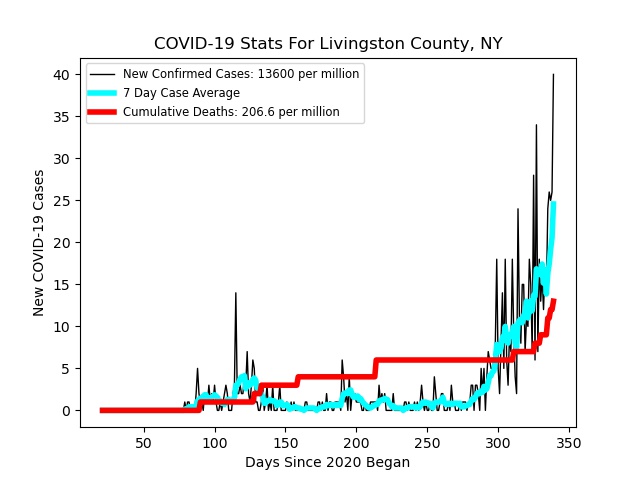 COVID-19 Stats For Livingston County, NY
New Confirmed Cases: 13600 per million
7 Day Case Average
Cumulative Deaths: 206.6 per million
New COVID-19 Cases
40
35
30
25
20
15
10
5
0
50 100 150 200 250 300 350
Days Since 2020 Began